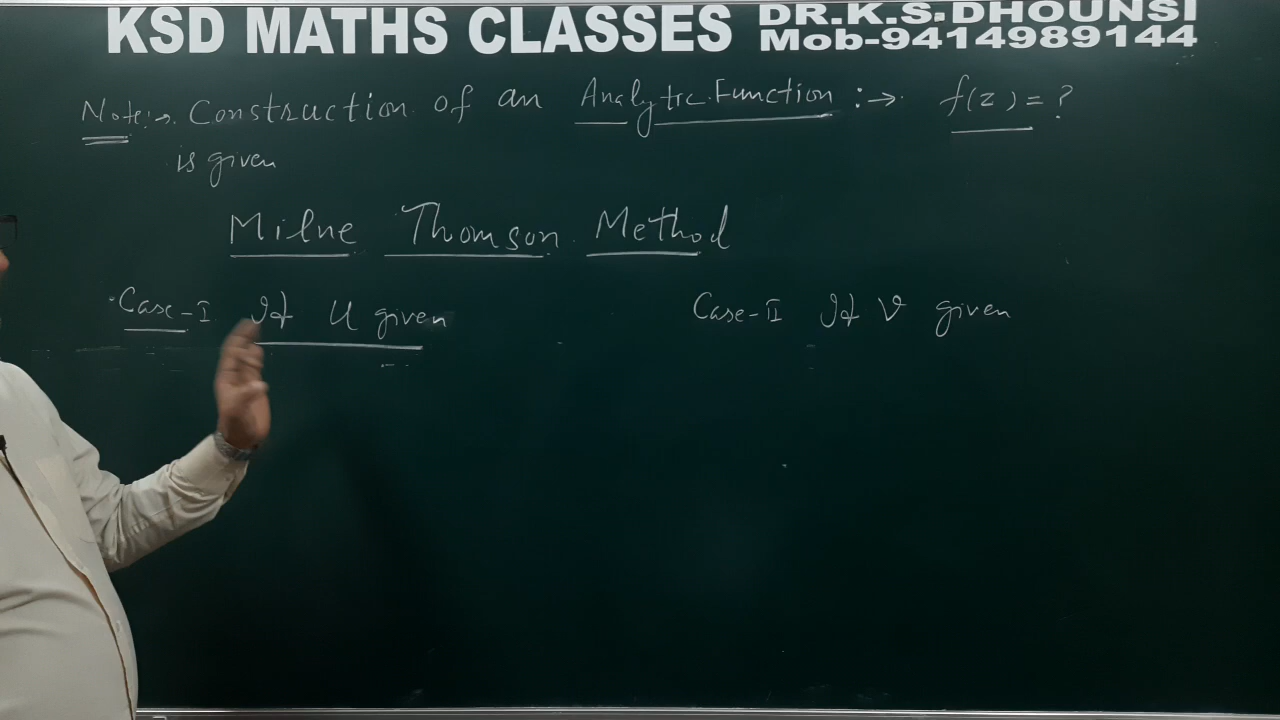 KSD MATHS CLASSES DR.K.S.DHOUNSI
Mob-9414989144
Note:→ Construction of an Analytic Function :→ f(z) = ?
is given
Milne Thomson Method
Case-I If U given
Case-II If V given